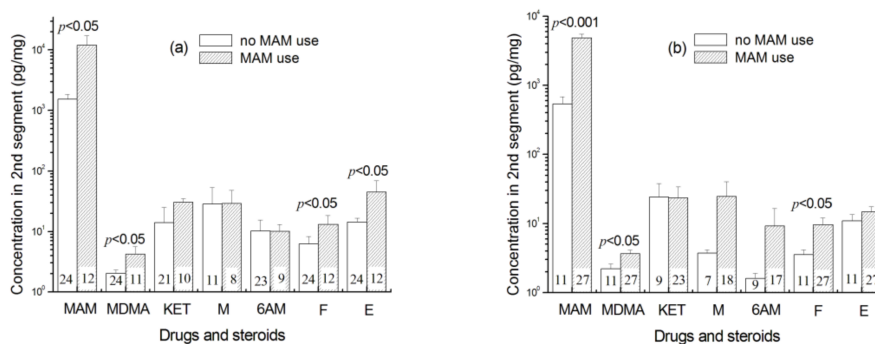 p<0.05
(a)
no MAM use
MAM use
Concentration in 2nd segment (pg/mg)
10⁴
10³
10²
10¹
10⁰
p<0.05
p<0.05
p<0.05
24 12 24 11 21 10 11 8 23 9 24 12 24 12
MAM MDMA KET M 6AM F E
Drugs and steroids
p<0.001
(b)
no MAM use
MAM use
Concentration in 2nd segment (pg/mg)
10⁴
10³
10²
10¹
10⁰
p<0.05
p<0.05
11 27 11 27 9 23 7 18 9 17 11 27 11 27
MAM MDMA KET M 6AM F E
Drugs and steroids